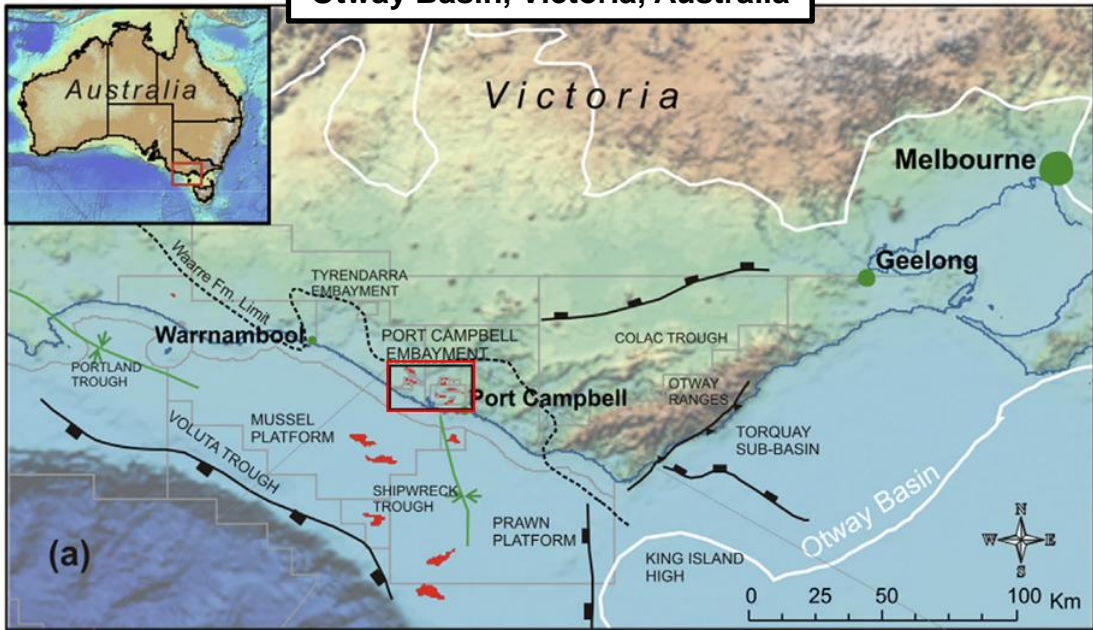 Otway Basin, Victoria, Australia
Australia
Victoria
Melbourne
Geelong
Waarre Fm. Limit
TYRENDARRA
EMBAYMENT
Warrnambool
PORT CAMPBELL
EMBAYMENT
COLAC TROUGH
PORTLAND
TROUGH
Port Campbell
OTWAY
RANGES
MUSSEL
PLATFORM
VOLUTA TROUGH
TORQUAY
SUB-BASIN
SHIPWRECK
TROUGH
PRAWN
PLATFORM
Otway Basin
KING ISLAND
HIGH
(a)
N
W E
S
0 25 50 100 Km